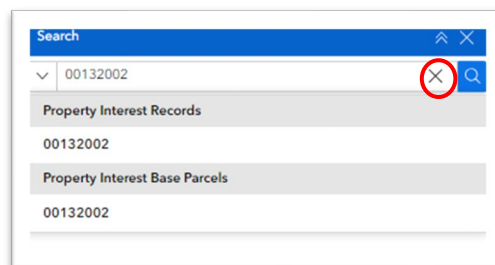 Search
00132002
Property Interest Records
00132002
Property Interest Base Parcels
00132002